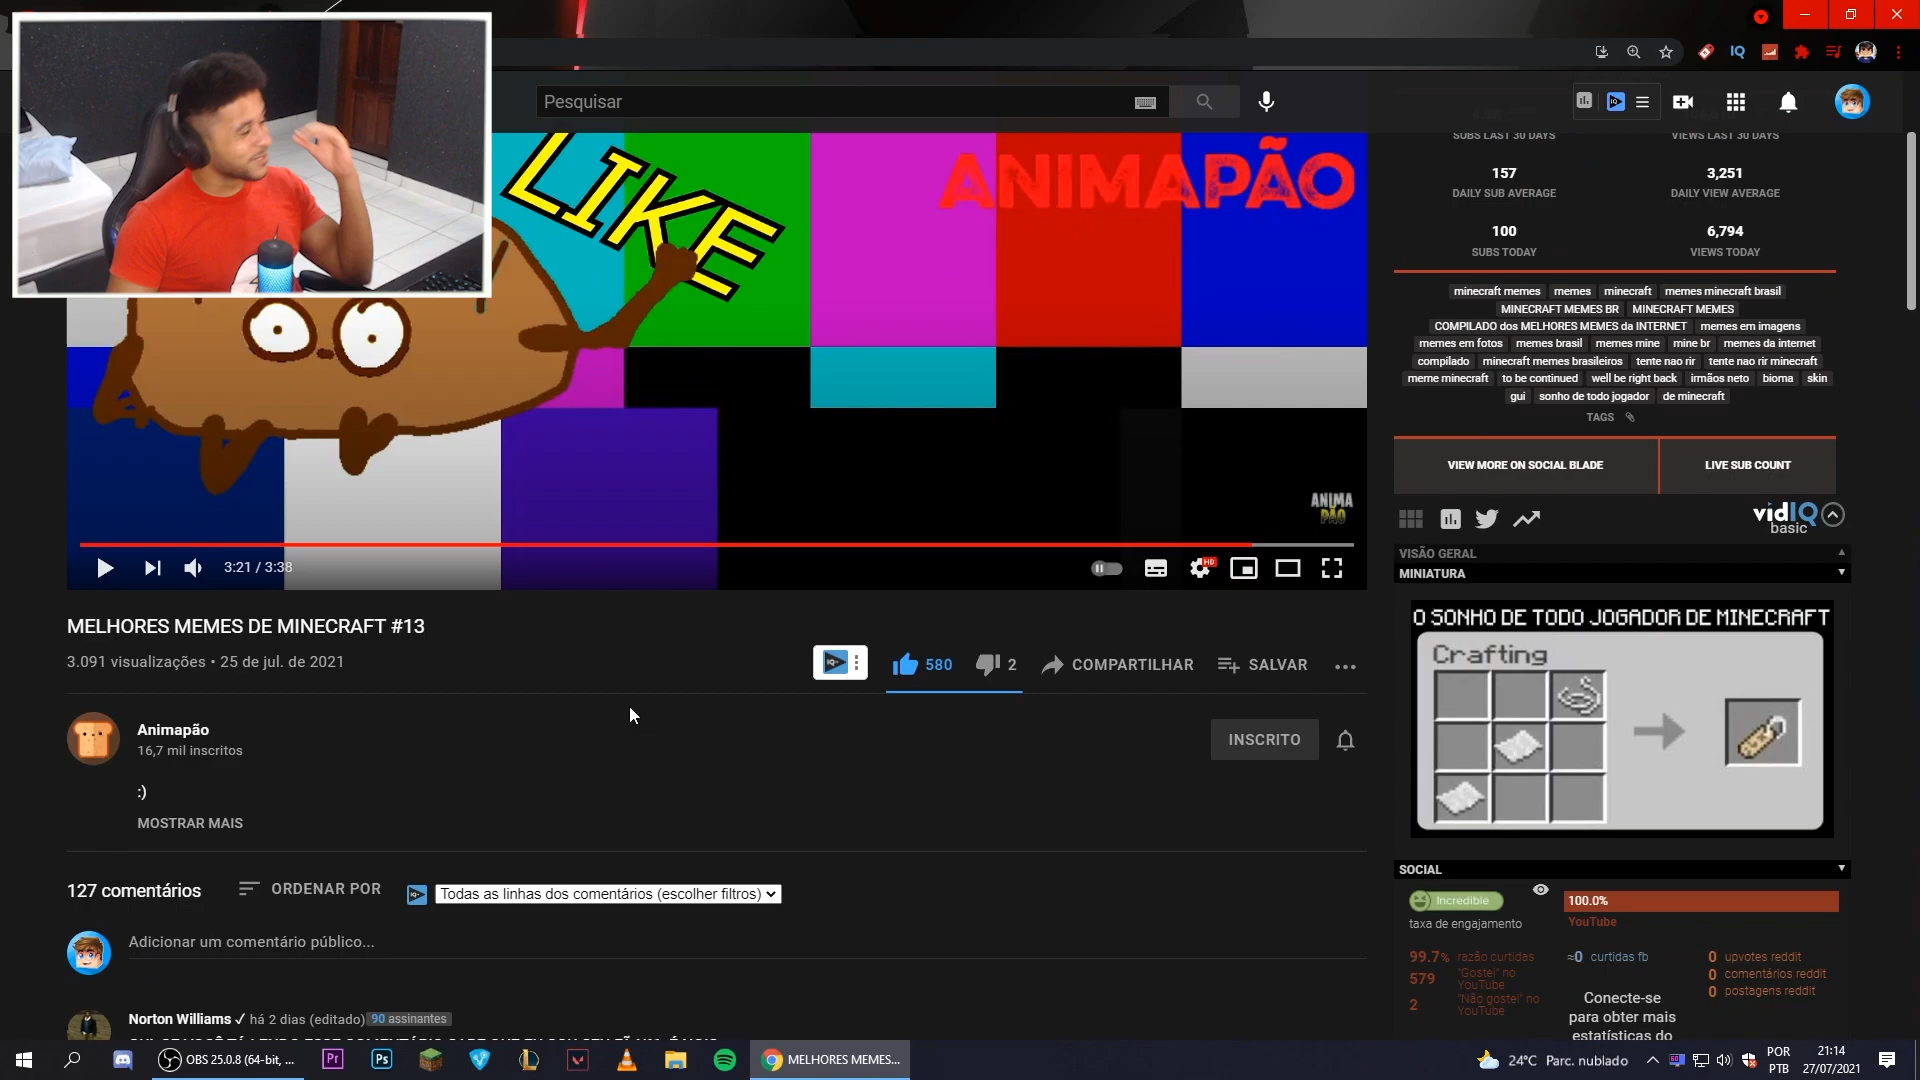 Pesquisar
LIKE
ANIMAPÃO
ANIMA
PÃO
3:21 / 3:38
HD
MELHORES MEMES DE MINECRAFT #13
3.091 visualizações • 25 de jul. de 2021
580
2
COMPARTILHAR
SALVAR
Animapão
16,7 mil inscritos
INSCRITO
:)
MOSTRAR MAIS
127 comentários
ORDENAR POR
Todas as linhas dos comentários (escolher filtros)
Adicionar um comentário público...
Norton Williams ✓ há 2 dias (editado) 90 assinantes
IQ
SUBS LAST 30 DAYS
VIEWS LAST 30 DAYS
157
3,251
DAILY SUB AVERAGE
DAILY VIEW AVERAGE
100
6,794
SUBS TODAY
VIEWS TODAY
minecraft memes memes minecraft memes minecraft brasil
MINECRAFT MEMES BR MINECRAFT MEMES
COMPILADO dos MELHORES MEMES da INTERNET memes em imagens
memes em fotos memes brasil memes mine mine br memes da internet
compilado minecraft memes brasileiros tente nao rir tente nao rir minecraft
meme minecraft to be continued well be right back irmãos neto bioma skin
gui sonho de todo jogador de minecraft
TAGS
VIEW MORE ON SOCIAL BLADE
LIVE SUB COUNT
vidIQ
basic
VISÃO GERAL
MINIATURA
O SONHO DE TODO JOGADOR DE MINECRAFT
Crafting
SOCIAL
Incredible
taxa de engajamento
100.0%
YouTube
99.7% razão curtidas
579 "Gostei" no
YouTube
2 "Não gostei" no
YouTube
≈0 curtidas fb
0 upvotes reddit
0 comentários reddit
0 postagens reddit
Conecte-se
para obter mais
estatísticas do
Pr
Ps
OBS 25.0.8 (64-bit, ...
MELHORES MEMES...
24°C Parc. nublado
POR
PTB
21:14
27/07/2021